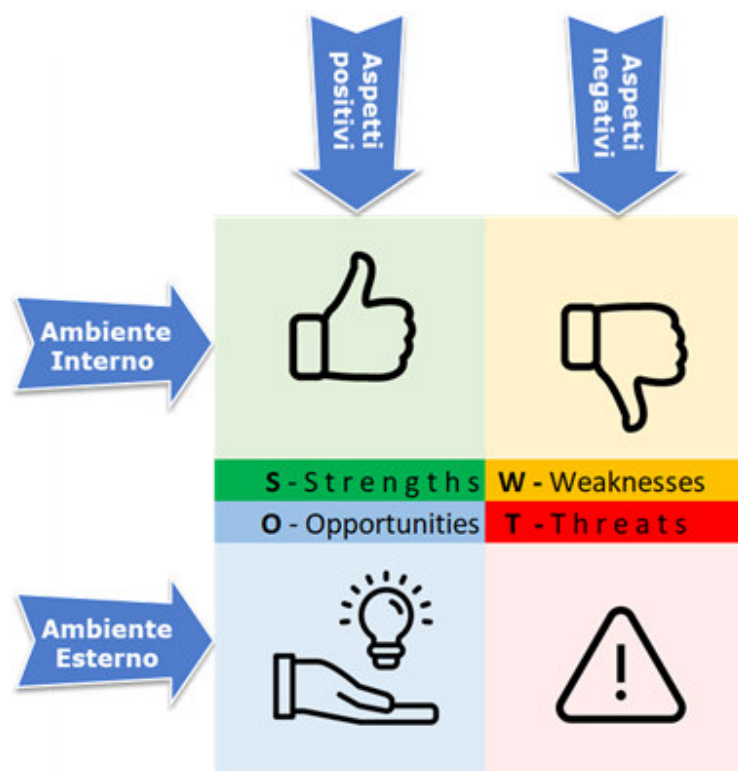 Aspetti
positivi
Aspetti
negativi
Ambiente
Interno
S - Strengths
W - Weaknesses
O - Opportunities
T - Threats
Ambiente
Esterno